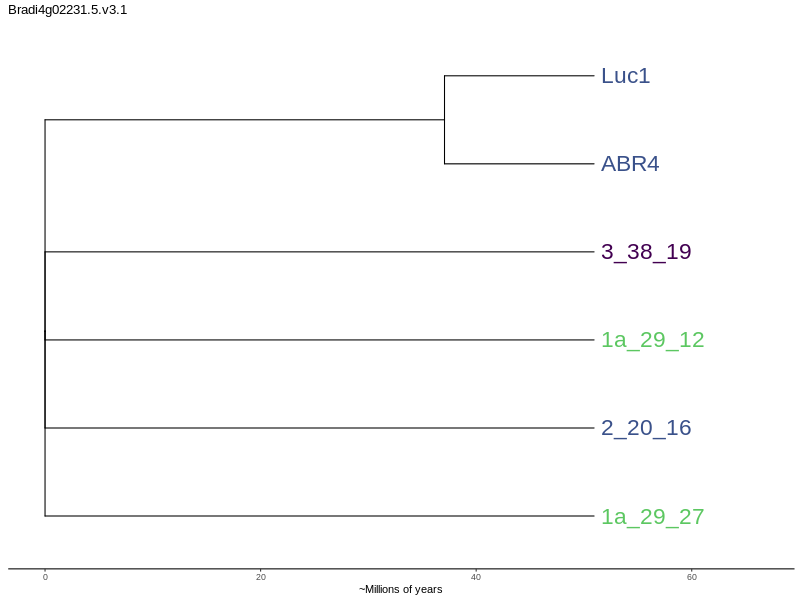 Bradi4g02231.5.v3.1
Luc1
ABR4
3_38_19
1a_29_12
2_20_16
1a_29_27
0 20 40 60
~Millions of years